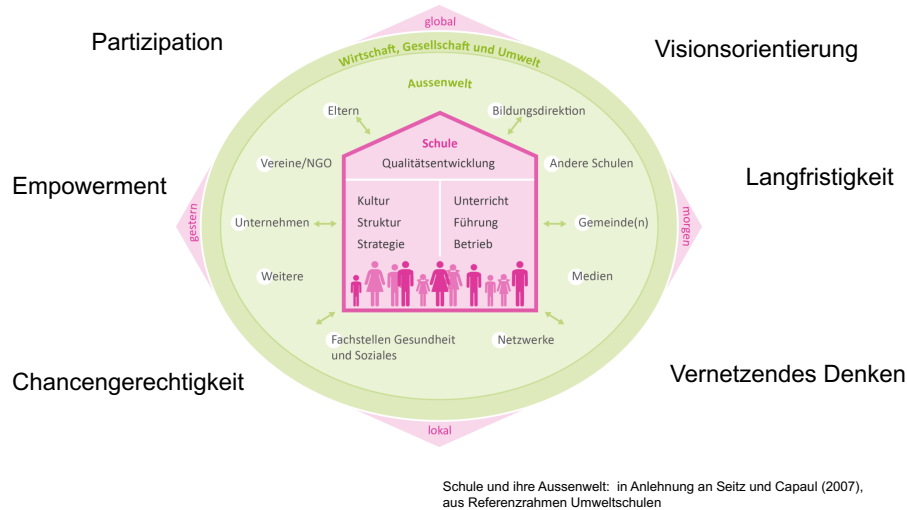 global
Partizipation
Visionsorientierung
Wirtschaft, Gesellschaft und Umwelt
Aussenwelt
Eltern
Bildungsdirektion
Schule
Qualitätsentwicklung
Vereine/NGO
Andere Schulen
Empowerment
Langfristigkeit
Kultur
Struktur
Strategie
Unterricht
Führung
Betrieb
gestern
Unternehmen
Gemeinde(n)
morgen
Weitere
Medien
Fachstellen Gesundheit
und Soziales
Netzwerke
Chancengerechtigkeit
Vernetzendes Denken
lokal
Schule und ihre Aussenwelt: in Anlehnung an Seitz und Capaul (2007),
aus Referenzrahmen Umweltschulen